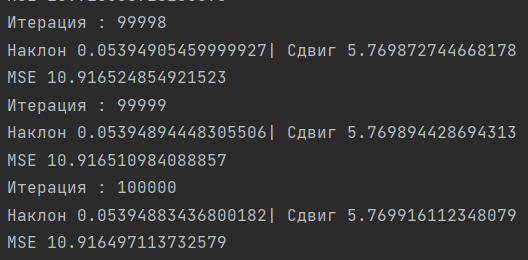 Итерация : 99998
Наклон 0.05394905459999927| Сдвиг 5.769872744668178
MSE 10.916524854921523
Итерация : 99999
Наклон 0.05394894448305506| Сдвиг 5.769894428694313
MSE 10.916510984088857
Итерация : 100000
Наклон 0.05394883436800182| Сдвиг 5.769916112348079
MSE 10.916497113732579